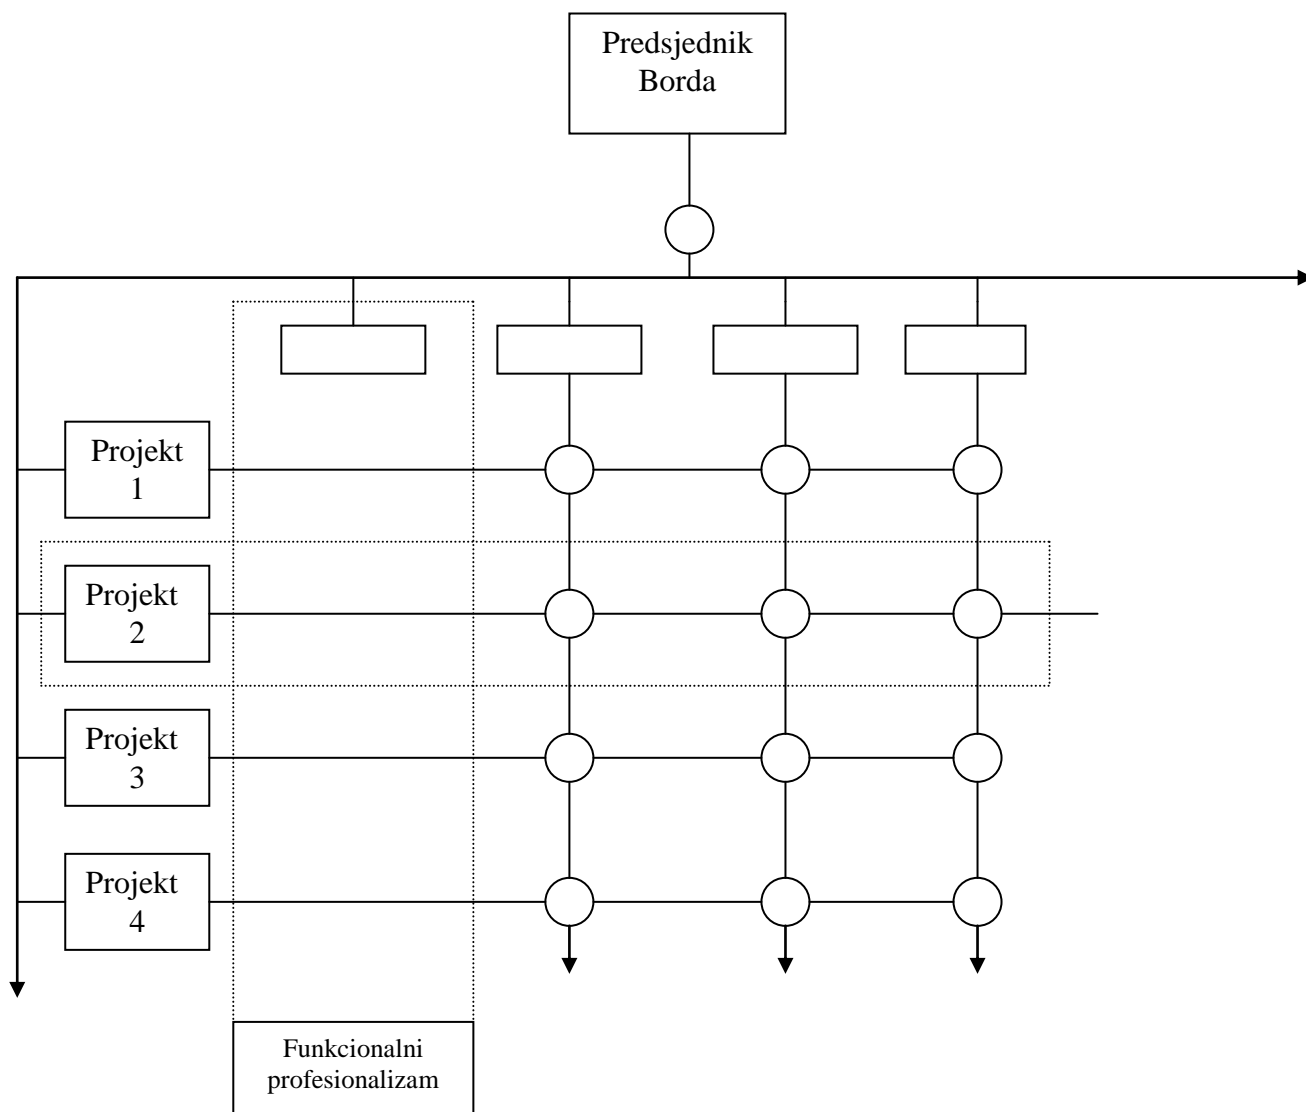 Predsjednik
Borda
Projekt
1
Projekt
2
Projekt
3
Projekt
4
Funkcionalni
profesionalizam